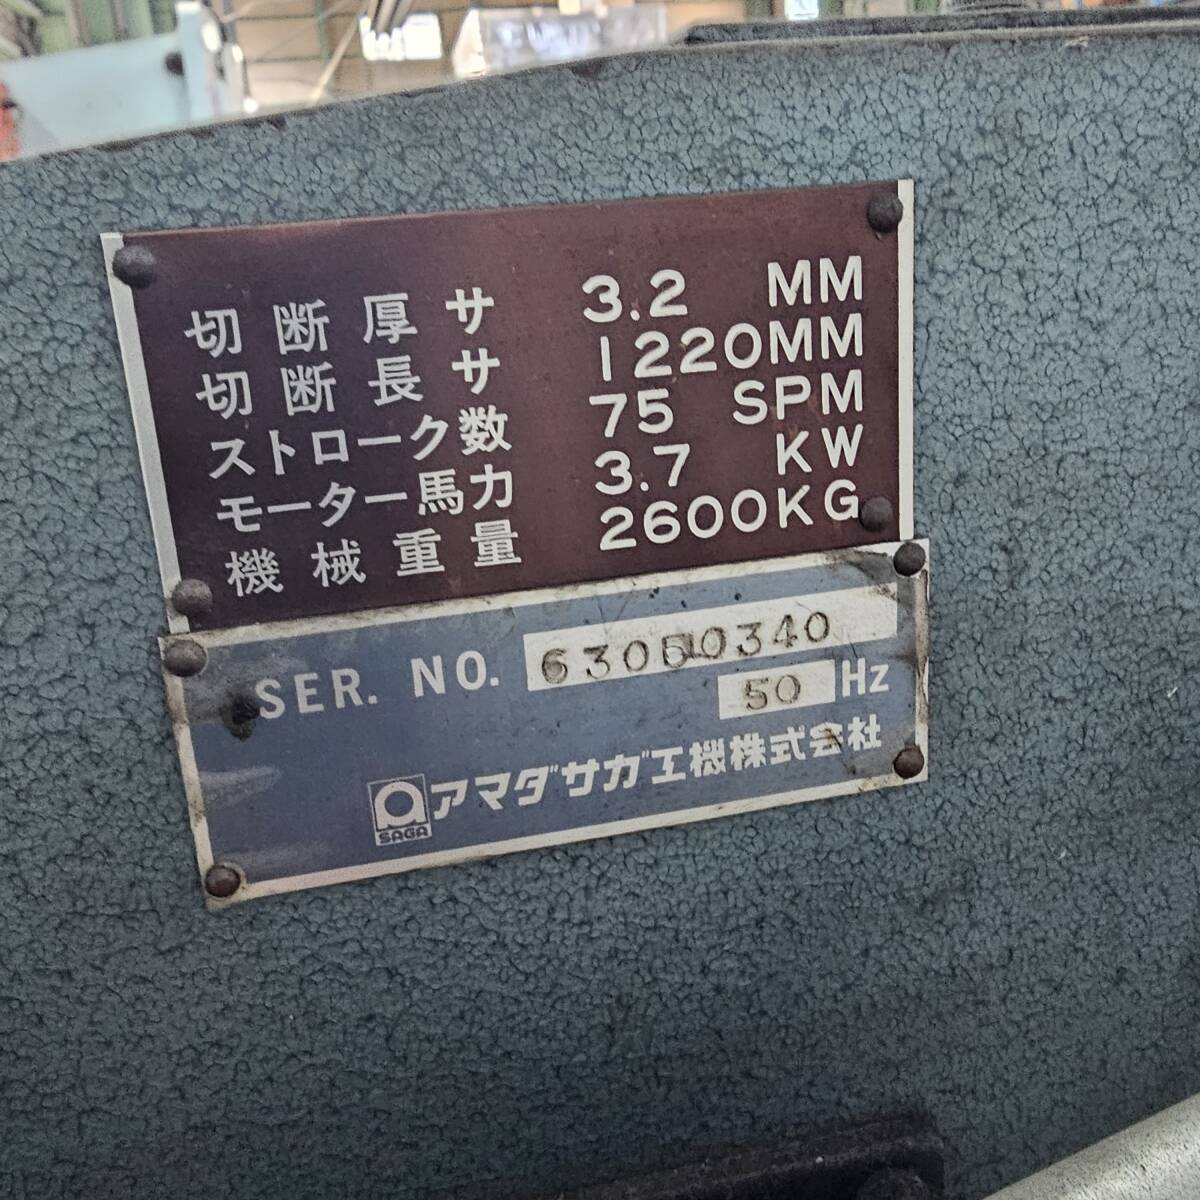 切断厚サ 3.2 MM
切断長サ 1220MM
ストローク数 75 SPM
モーター馬力 3.7 KW
機械重量 2600KG
SER. NO.
50 Hz
SAGA アマダサガ工機株式会社